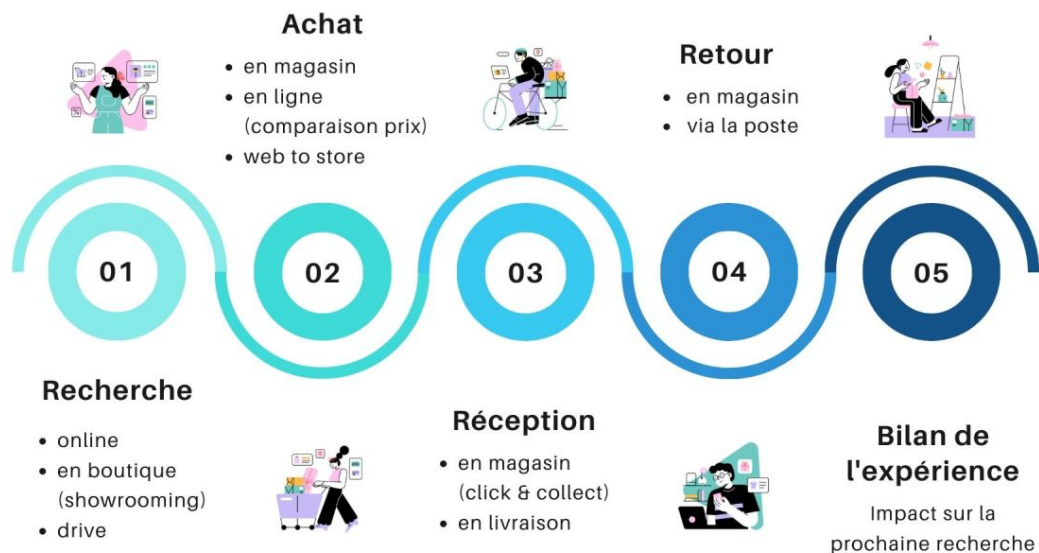 Achat
• en magasin
• en ligne
(comparaison prix)
• web to store
Retour
• en magasin
• via la poste
01
02
03
04
05
Recherche
• online
• en boutique
(showrooming)
• drive
Réception
• en magasin
(click & collect)
• en livraison
Bilan de
l'expérience
Impact sur la
prochaine recherche